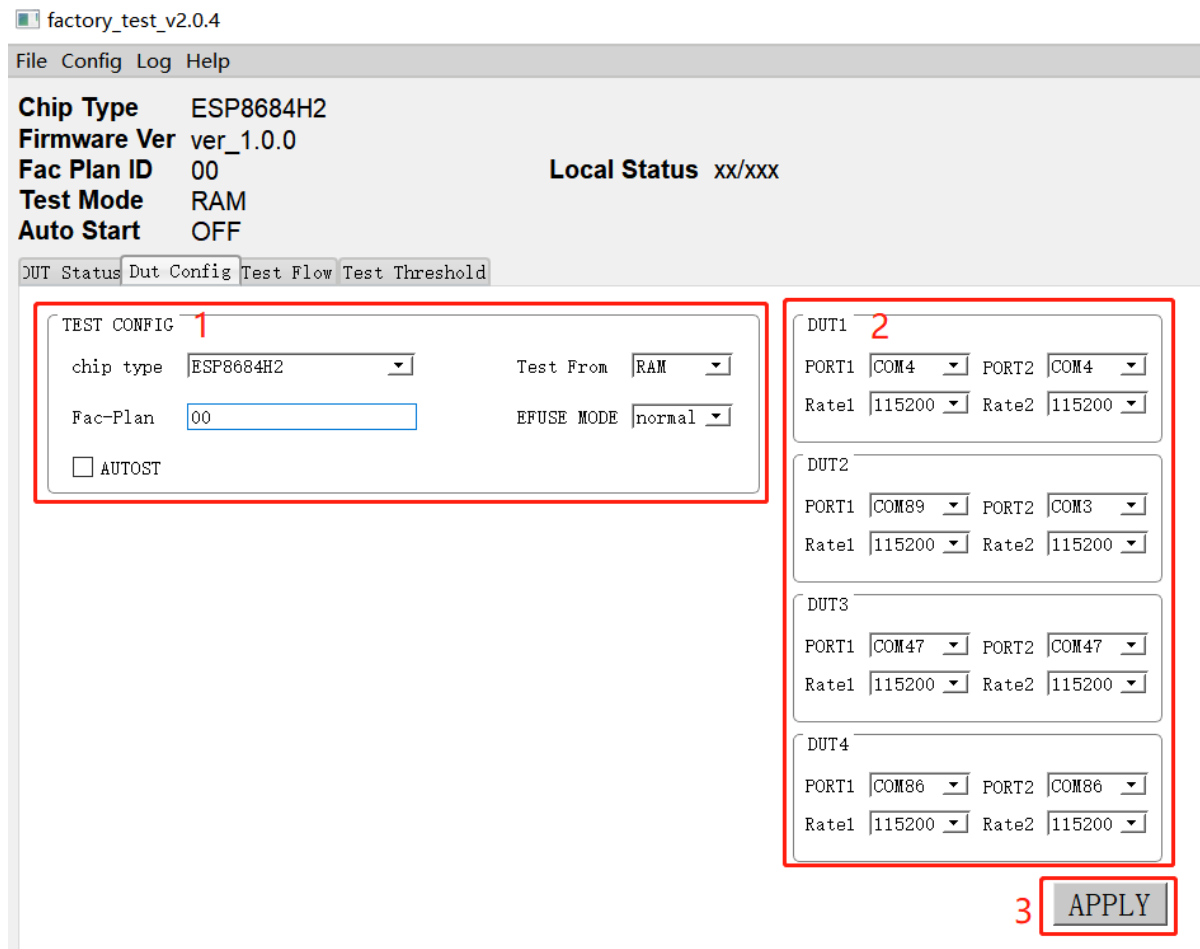 factory_test_v2.0.4
File Config Log Help
Chip Type ESP8684H2
Firmware Ver ver_1.0.0
Fac Plan ID 00 Local Status xx/xxx
Test Mode RAM
Auto Start OFF
DUT Status Dut Config Test Flow Test Threshold
TEST CONFIG 1
chip type ESP8684H2 Test From RAM
Fac-Plan 00 EFUSE MODE normal
AUTOST
DUT1 2
PORT1 COM4 PORT2 COM4
Rate1 115200 Rate2 115200
DUT2
PORT1 COM89 PORT2 COM3
Rate1 115200 Rate2 115200
DUT3
PORT1 COM47 PORT2 COM47
Rate1 115200 Rate2 115200
DUT4
PORT1 COM86 PORT2 COM86
Rate1 115200 Rate2 115200
3 APPLY